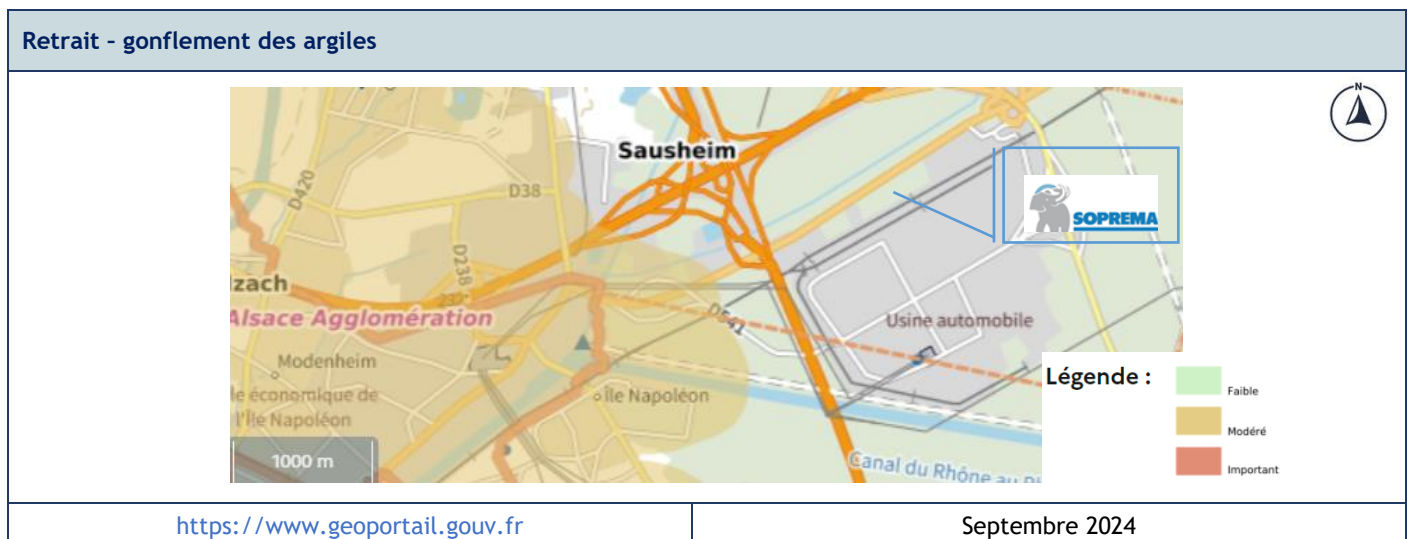 Retrait – gonflement des argiles
N
Sausheim
D420
D38
SOPREMA
D238
lzach
Alsace Agglomération
Usine automobile
Modenheim
Légende :
Faible
le économique de
l'Île Napoléon
île Napoléon
Modéré
1000 m
Canal du Rhône au
Important
https://www.geoportail.gouv.fr
Septembre 2024